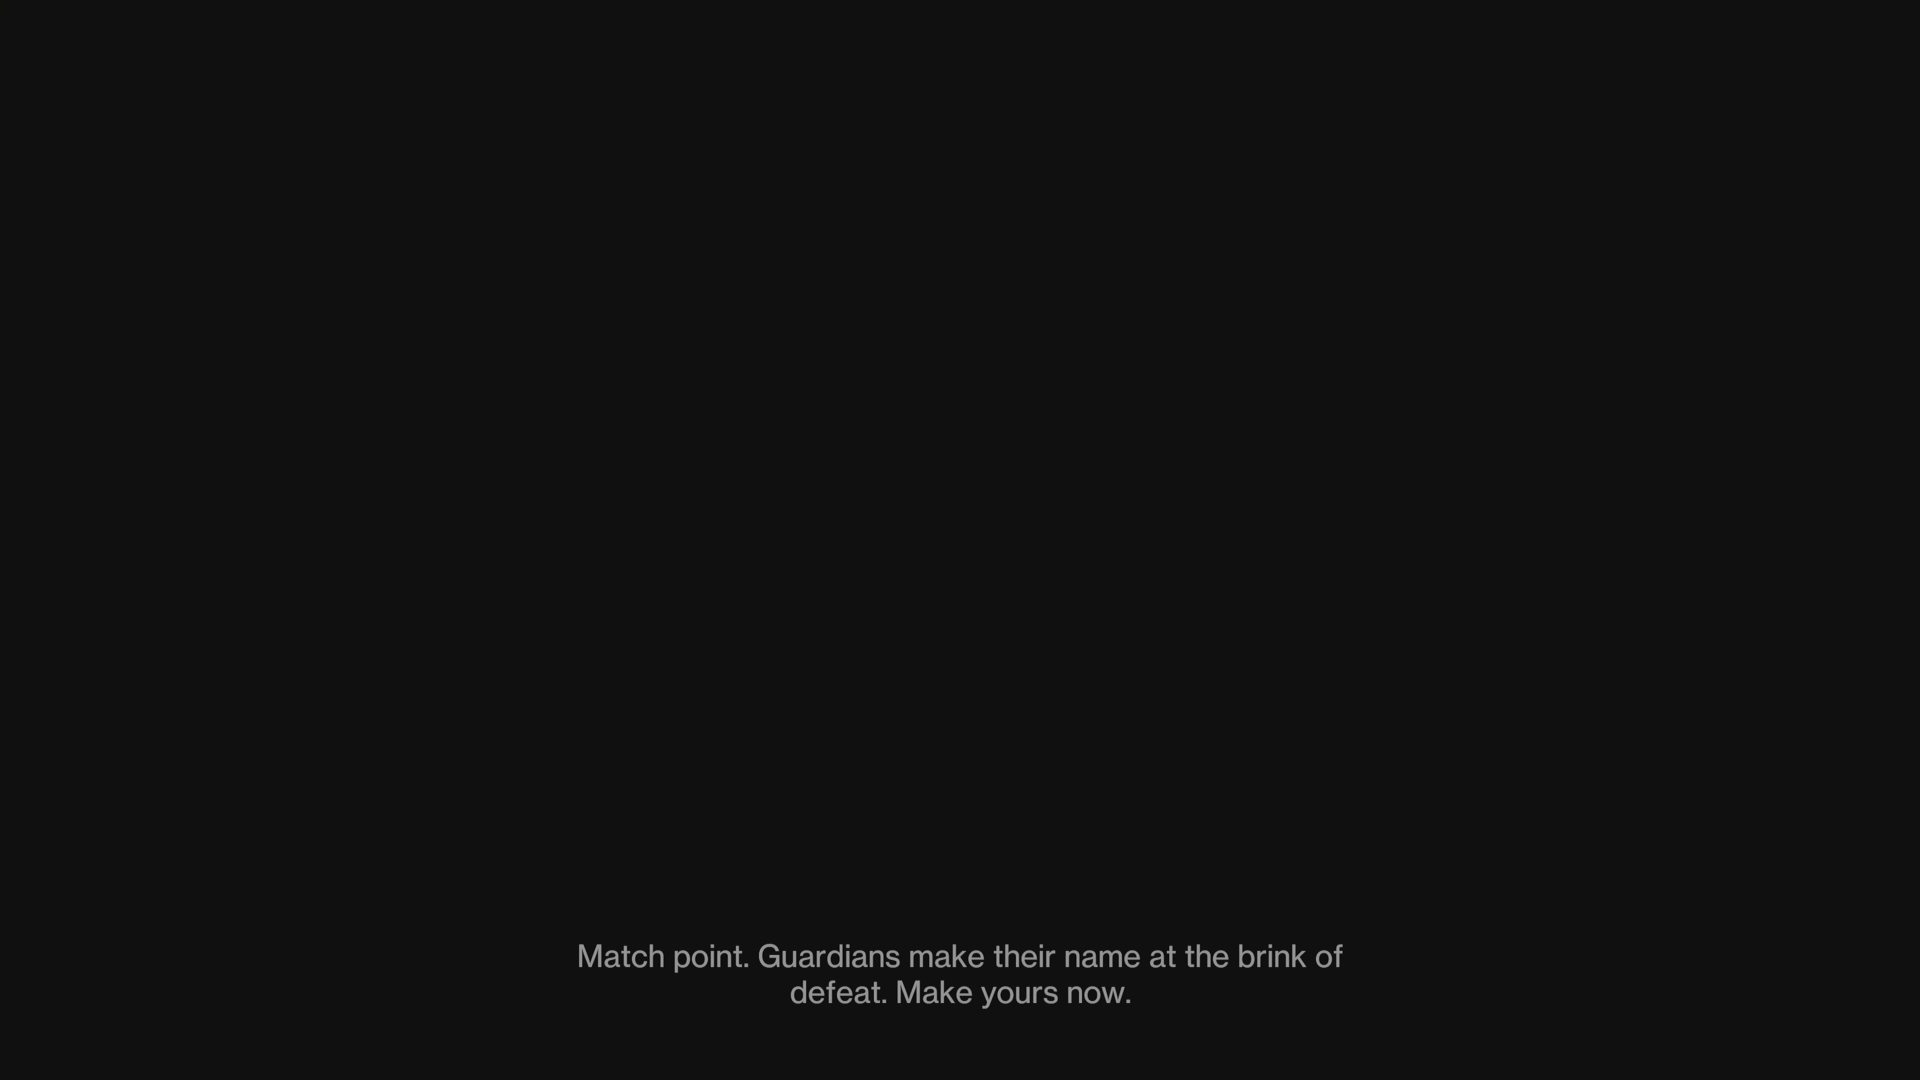 Match point. Guardians make their name at the brink of
defeat. Make yours now.